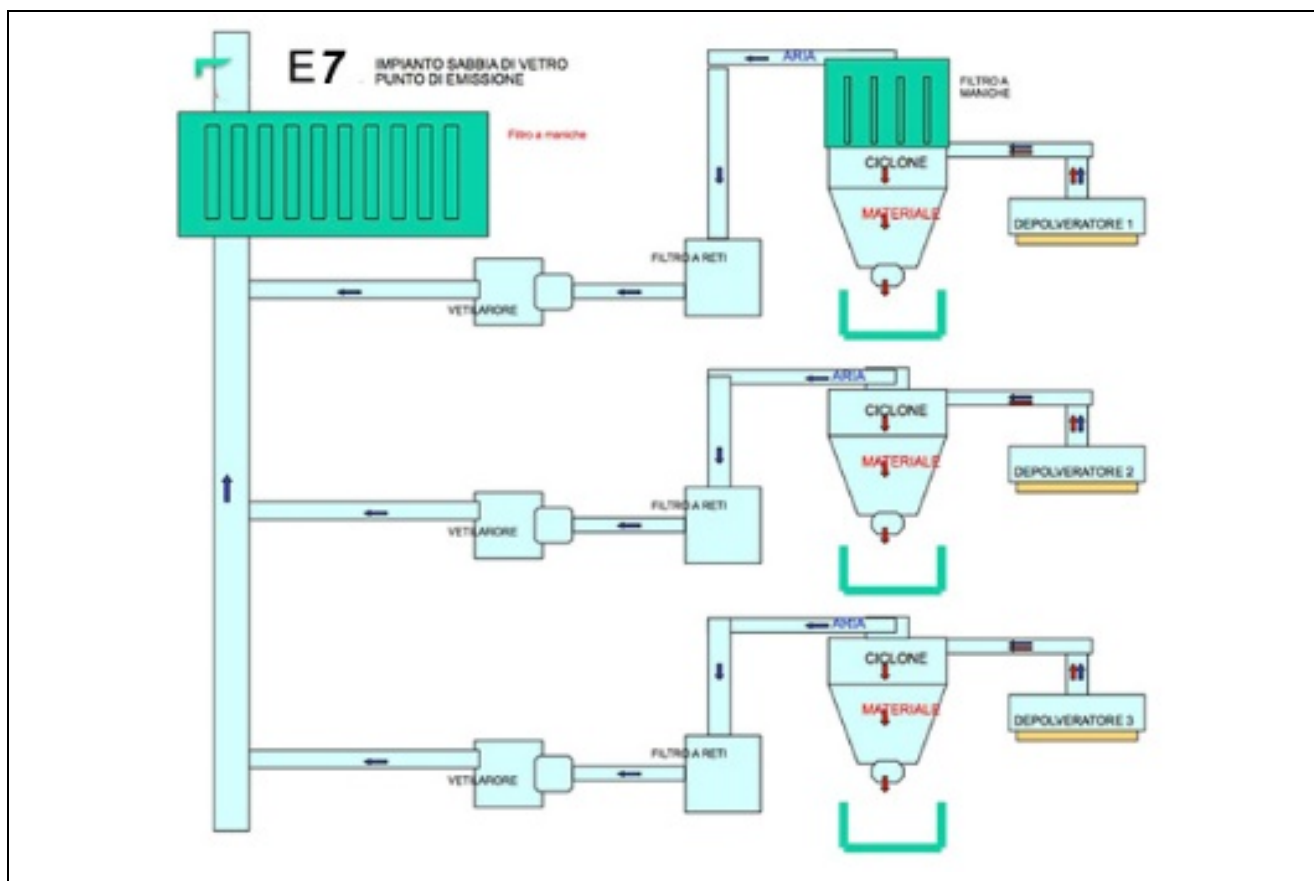 E7
IMPIANTO SABBIA DI VETRO
PUNTO DI EMISSIONE
Filtro a maniche
ARIA
FILTRO A
MANICHE
CICLONE
MATERIALE
DEPOLVERATORE 1
FILTRO A RETI
VETILARORE
ARIA
CICLONE
MATERIALE
DEPOLVERATORE 2
FILTRO A RETI
VETILARORE
ARIA
CICLONE
MATERIALE
DEPOLVERATORE 3
FILTRO A RETI
VETILARORE